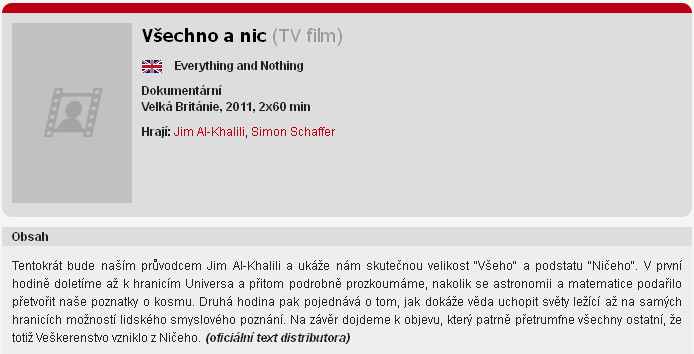 Všechno a nic (TV film)
Everything and Nothing
Dokumentární
Velká Británie, 2011, 2x60 min
Hrají: Jim Al-Khalili, Simon Schaffer
Obsah
Tentokrát bude naším průvodcem Jim Al-Khalili a ukáže nám skutečnou velikost "Všeho" a podstatu "Ničeho". V první
hodině doletíme až k hranicím Universa a přitom podrobně prozkoumáme, nakolik se astronomii a matematice podařilo
přetvořit naše poznatky o kosmu. Druhá hodina pak pojednává o tom, jak dokáže věda uchopit světy ležící až na samých
hranicích možností lidského smyslového poznání. Na závěr dojdeme k objevu, který patrně přetrumfne všechny ostatní, že
totiž Veškerenstvo vzniklo z Ničeho. (oficiální text distributora)